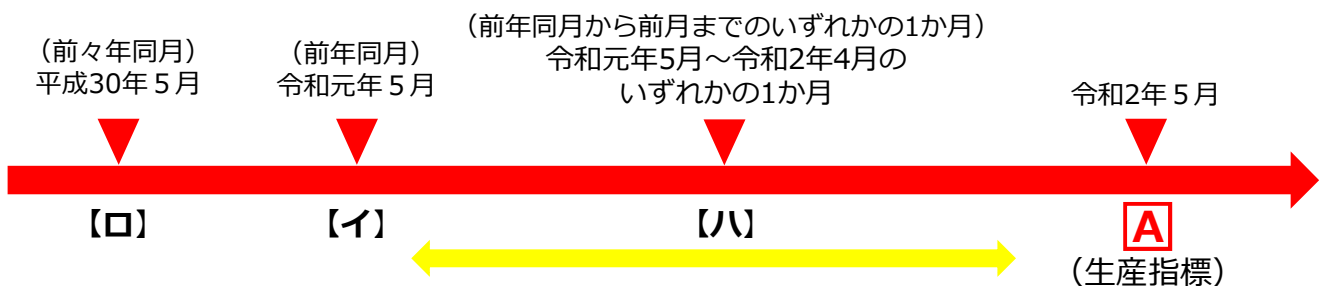 （前々年同月）
平成30年５月
（前年同月）
令和元年５月
（前年同月から前月までのいずれかの1か月）
令和元年5月～令和2年4月の
いずれかの1か月
令和2年５月
【ロ】
【イ】
【ハ】
A
（生産指標）